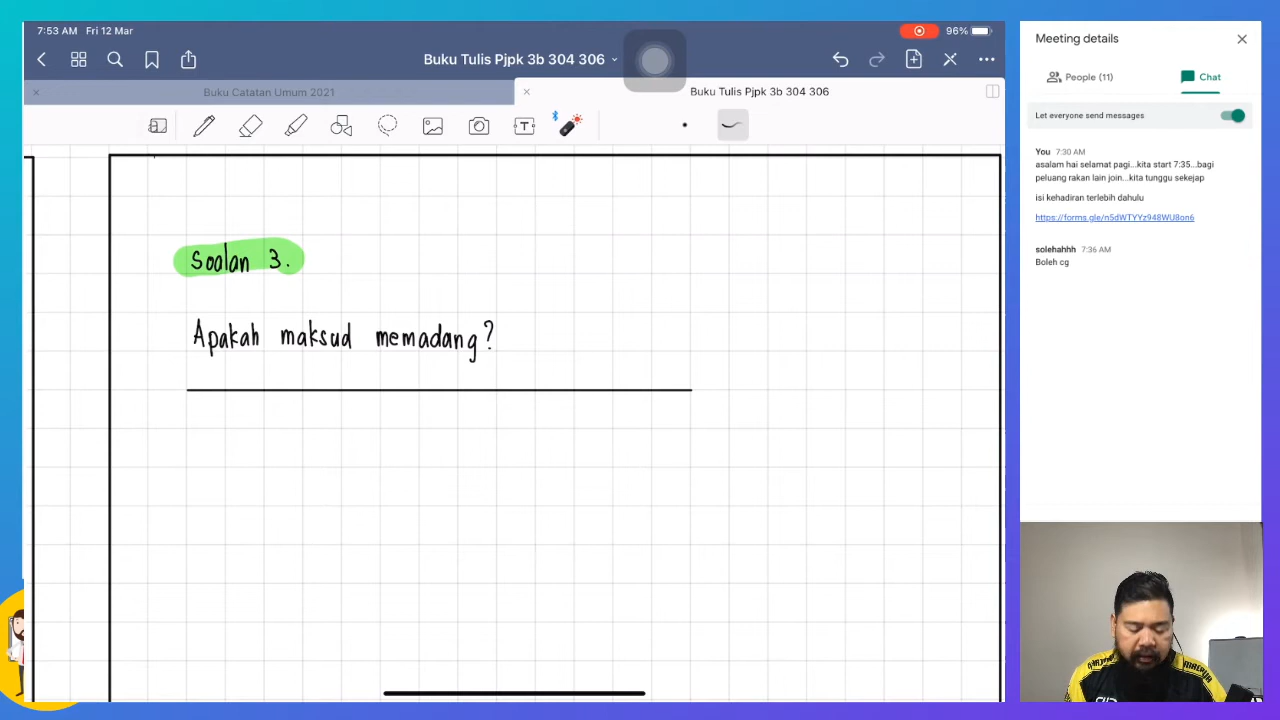 7:53 AM Fri 12 Mar
96%
Buku Tulis Pjpk 3b 304 306
Buku Catatan Umum 2021
Buku Tulis Pjpk 3b 304 306
T
Soalan 3.
Apakah maksud memadang?
Meeting details
People (11)
Chat
Let everyone send messages
You 7:30 AM
asalam hai selamat pagi...kita start 7:35...bagi
peluang rakan lain join...kita tunggu sekejap
isi kehadiran terlebih dahulu
https://forms.gle/n5dWTYYz948WU8on6
solehahhh 7:36 AM
Boleh cg